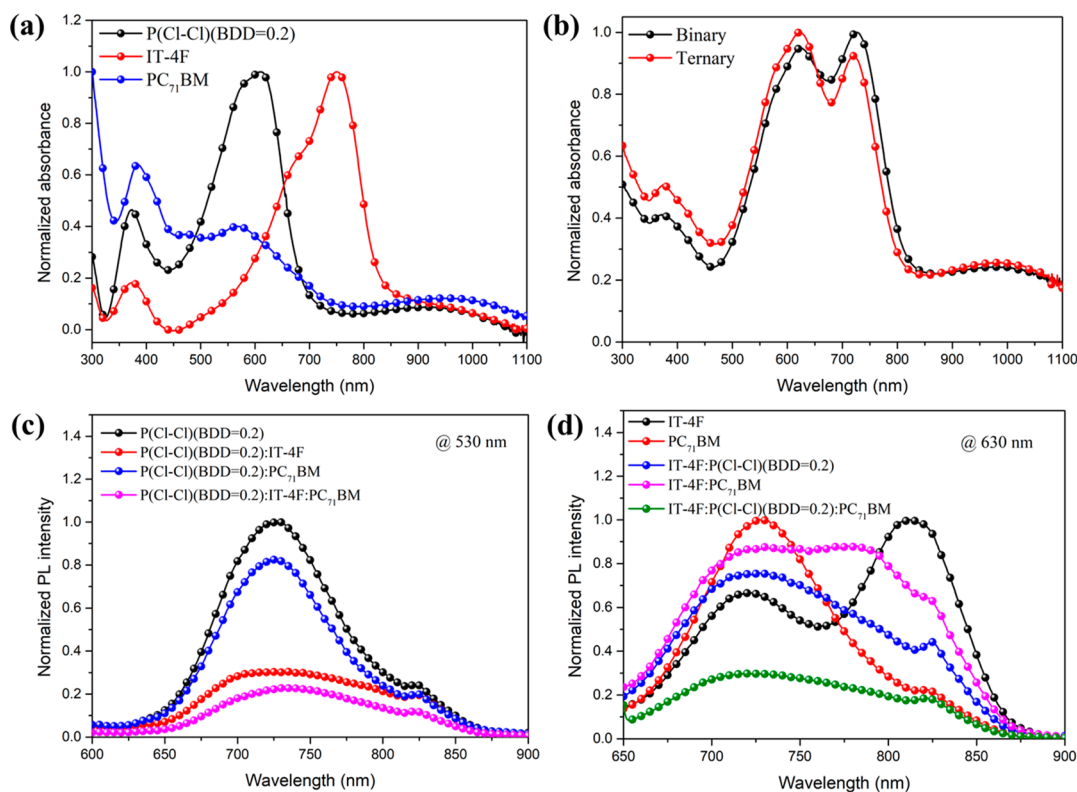 (a)
P(Cl-Cl)(BDD=0.2)
IT-4F
PC71BM
Normalized absorbance
1.2
1.0
0.8
0.6
0.4
0.2
0.0
300 400 500 600 700 800 900 1000 1100
Wavelength (nm)
(b)
Binary
Ternary
Normalized absorbance
1.0
0.8
0.6
0.4
0.2
0.0
300 400 500 600 700 800 900 1000 1100
Wavelength (nm)
(c)
P(Cl-Cl)(BDD=0.2)
P(Cl-Cl)(BDD=0.2):IT-4F
P(Cl-Cl)(BDD=0.2):PC71BM
P(Cl-Cl)(BDD=0.2):IT-4F:PC71BM
@ 530 nm
Normalized PL intensity
1.4
1.2
1.0
0.8
0.6
0.4
0.2
0.0
600 650 700 750 800 850 900
Wavelength (nm)
(d)
IT-4F
PC71BM
IT-4F:P(Cl-Cl)(BDD=0.2)
IT-4F:PC71BM
IT-4F:P(Cl-Cl)(BDD=0.2):PC71BM
@ 630 nm
Normalized PL intensity
1.4
1.2
1.0
0.8
0.6
0.4
0.2
0.0
650 700 750 800 850 900
Wavelength (nm)